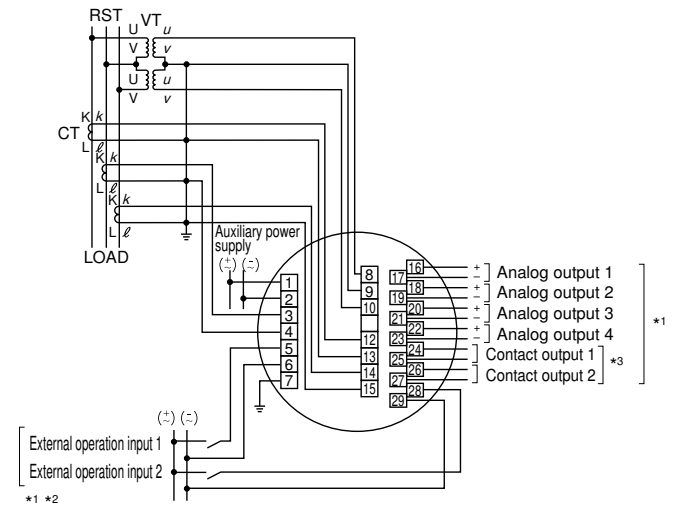 RST
VT
U u
V v
U u
V v
K k
CT
L ℓ
K k
L ℓ
K k
L ℓ
LOAD
Auxiliary power
supply
(+~) (-~)
1
2
3
4
5
6
7
8
9
10
12
13
14
15
16
17
18
19
20
21
22
23
24
25
26
27
28
29
+
− Analog output 1
+
− Analog output 2
+
− Analog output 3
+
− Analog output 4
Contact output 1
Contact output 2
*3
*1
(+~) (-~)
External operation input 1
External operation input 2
*1 *2